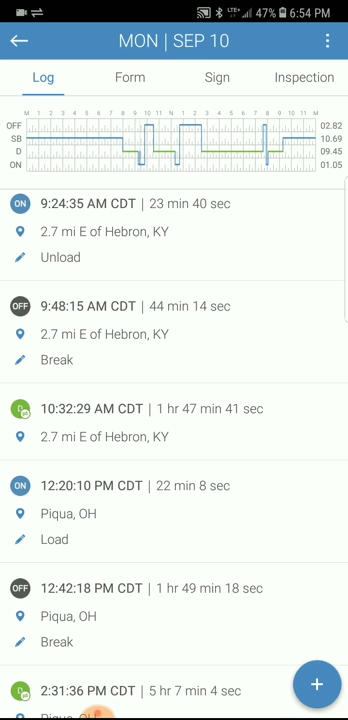 LTE+ 47% 6:54 PM
MON | SEP 10
Log Form Sign Inspection
M 1 2 3 4 5 6 7 8 9 10 11 N 1 2 3 4 5 6 7 8 9 10 11 M
OFF 02.82
SB 10.69
D 09.45
ON 01.05
ON 9:24:35 AM CDT | 23 min 40 sec
2.7 mi E of Hebron, KY
Unload
OFF 9:48:15 AM CDT | 44 min 14 sec
2.7 mi E of Hebron, KY
Break
D 10:32:29 AM CDT | 1 hr 47 min 41 sec
2.7 mi E of Hebron, KY
ON 12:20:10 PM CDT | 22 min 8 sec
Piqua, OH
Load
OFF 12:42:18 PM CDT | 1 hr 49 min 18 sec
Piqua, OH
Break
D 2:31:36 PM CDT | 5 hr 7 min 4 sec
Piqua, OH